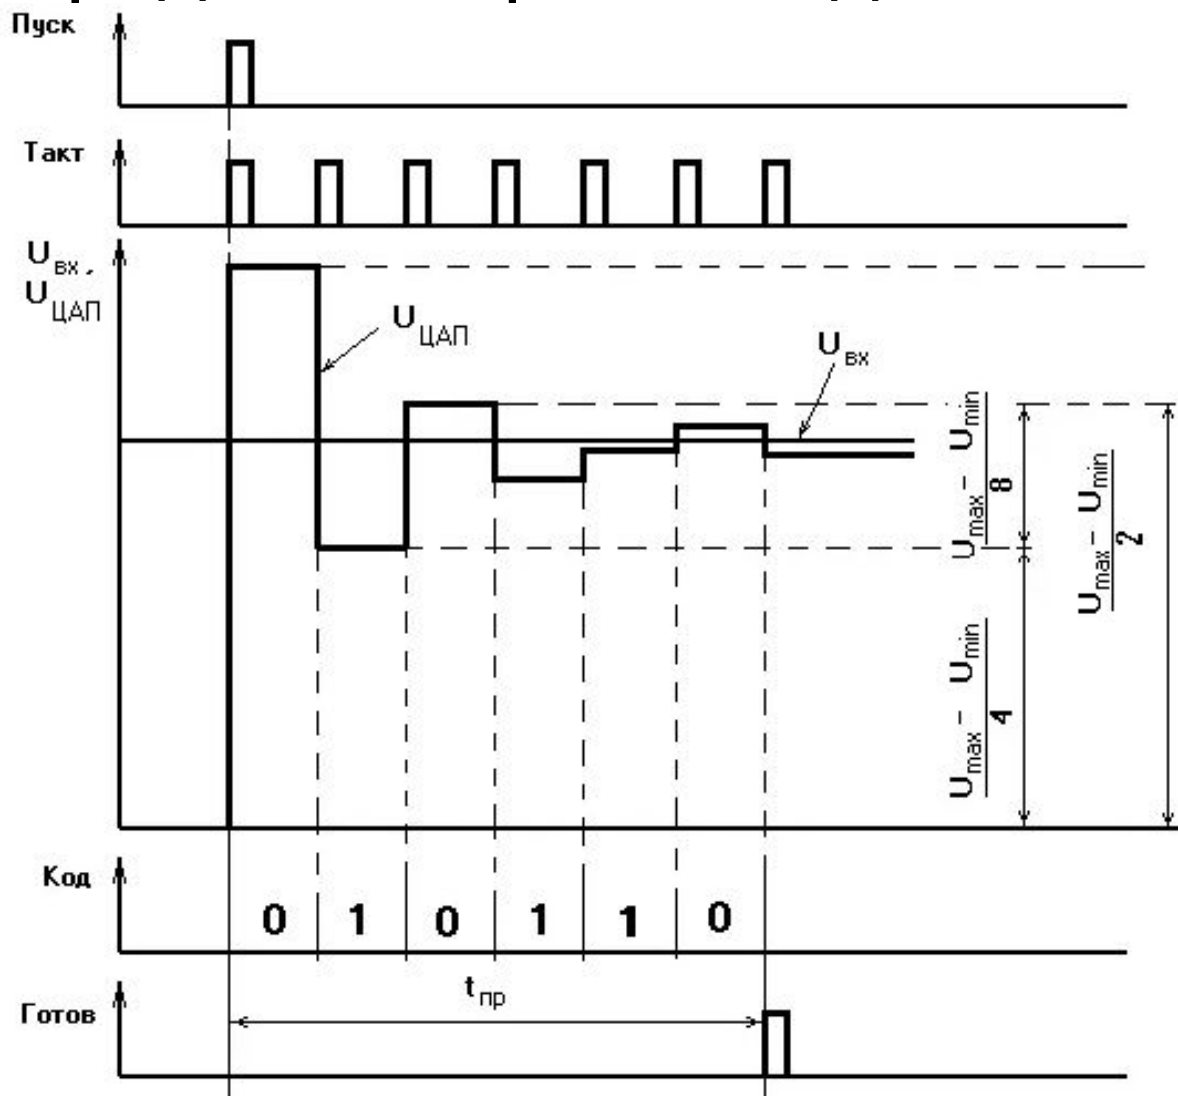 Пуск
Такт
U вх .
U ЦАП
U ЦАП
U вх
U max - U min
8
U max - U min
2
U max - U min
4
Код
0 1 0 1 1 0
t пр
Готов